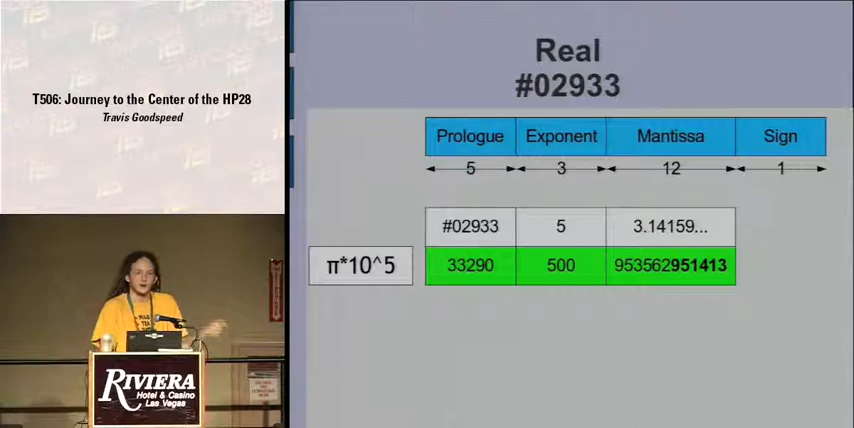 T506: Journey to the Center of the HP28
Travis Goodspeed
Real
#02933
Prologue Exponent Mantissa Sign
5 3 12 1
#02933 5 3.14159...
π*10^5 33290 500 953562951413
RIVIERA
Hotel & Casino
Las Vegas